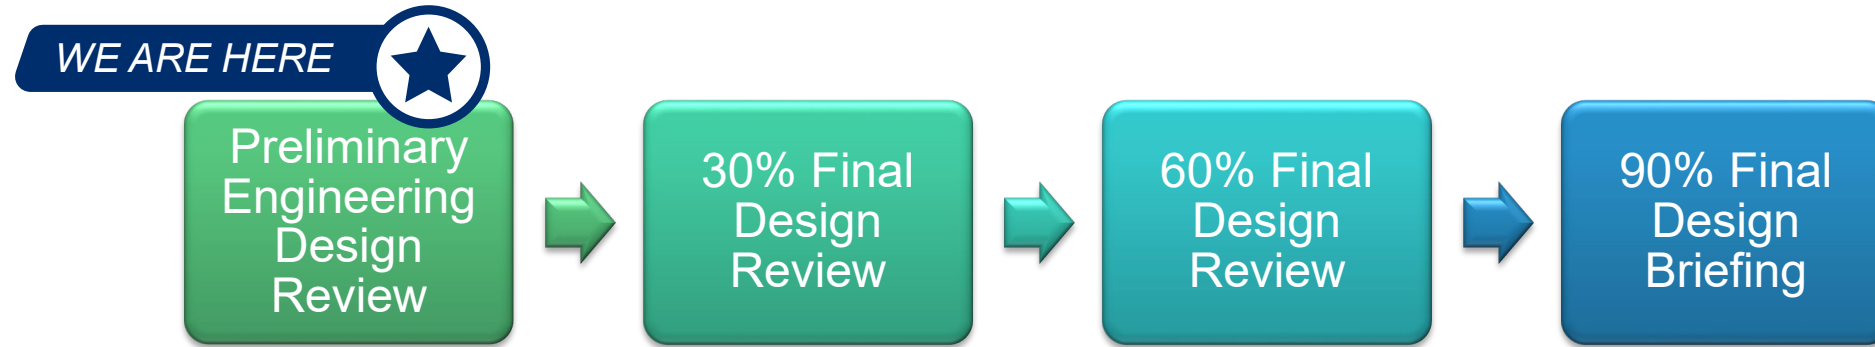 WE ARE HERE
Preliminary
Engineering
Design
Review
30% Final
Design
Review
60% Final
Design
Review
90% Final
Design
Briefing